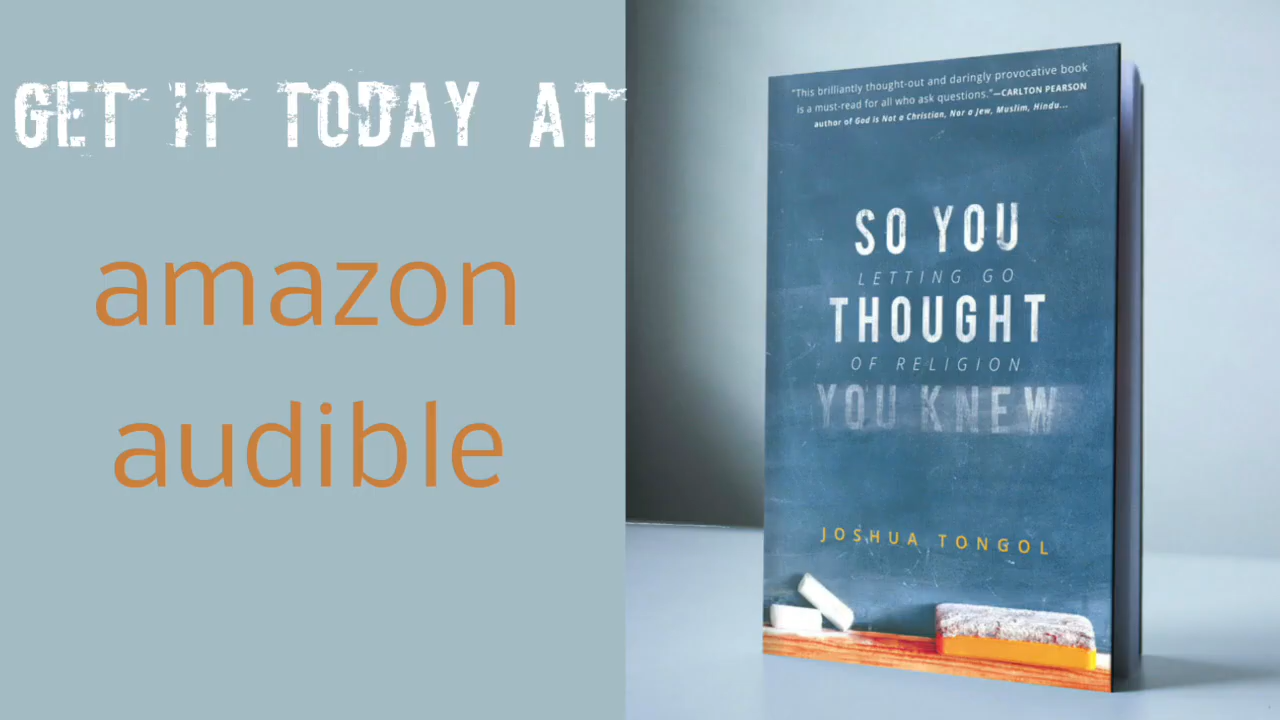 GET IT TODAY AT
amazon
audible
"This brilliantly thought-out and daringly provocative book
is a must-read for all who ask questions."—CARLTON PEARSON
author of God Is Not a Christian, Nor a Jew, Muslim, Hindu...
SO YOU
LETTING GO
THOUGHT
OF RELIGION
YOU KNEW
JOSHUA TONGOL